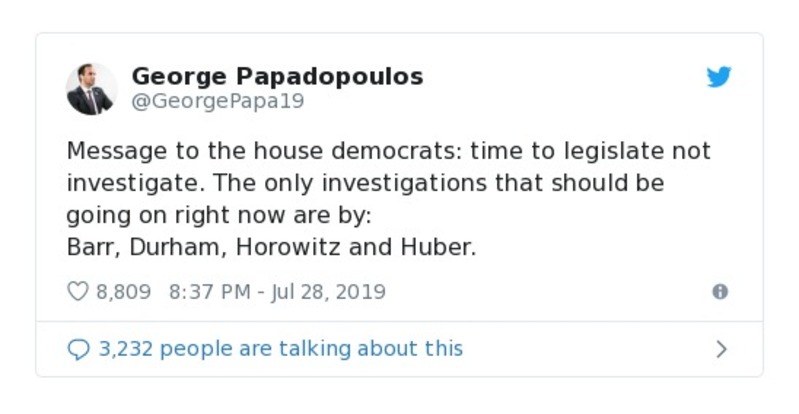 George Papadopoulos
@GeorgePapa19
Message to the house democrats: time to legislate not
investigate. The only investigations that should be
going on right now are by:
Barr, Durham, Horowitz and Huber.
8,809 8:37 PM - Jul 28, 2019
3,232 people are talking about this